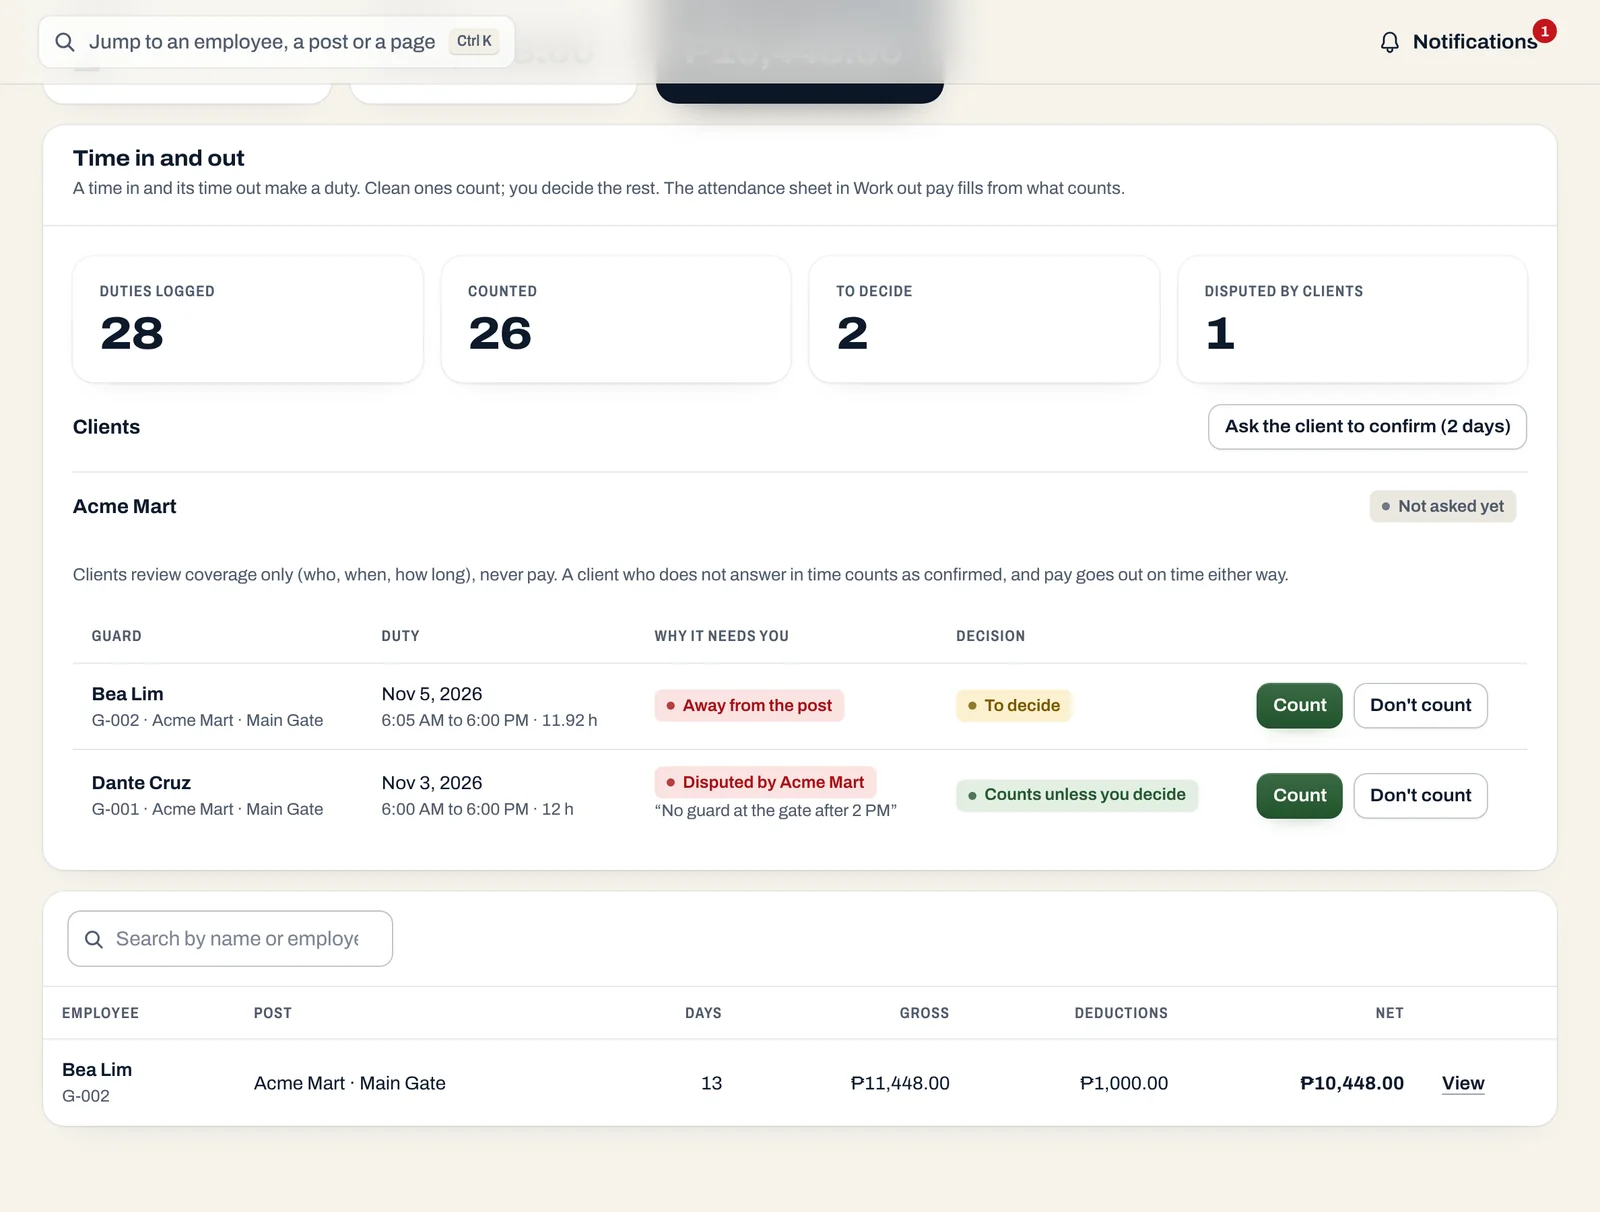 Jump to an employee, a post or a page Ctrl K
Notifications 1
Time in and out
A time in and its time out make a duty. Clean ones count; you decide the rest. The attendance sheet in Work out pay fills from what counts.
DUTIES LOGGED
28
COUNTED
26
TO DECIDE
2
DISPUTED BY CLIENTS
1
Clients
Ask the client to confirm (2 days)
Acme Mart
Not asked yet
Clients review coverage only (who, when, how long), never pay. A client who does not answer in time counts as confirmed, and pay goes out on time either way.
GUARD DUTY WHY IT NEEDS YOU DECISION
Bea Lim
G-002 · Acme Mart · Main Gate
Nov 5, 2026
6:05 AM to 6:00 PM · 11.92 h
Away from the post
To decide
Count
Don't count
Dante Cruz
G-001 · Acme Mart · Main Gate
Nov 3, 2026
6:00 AM to 6:00 PM · 12 h
Disputed by Acme Mart
“No guard at the gate after 2 PM”
Counts unless you decide
Count
Don't count
Search by name or employe
EMPLOYEE POST DAYS GROSS DEDUCTIONS NET
Bea Lim
G-002
Acme Mart · Main Gate
13
₱11,448.00
₱1,000.00
₱10,448.00
View